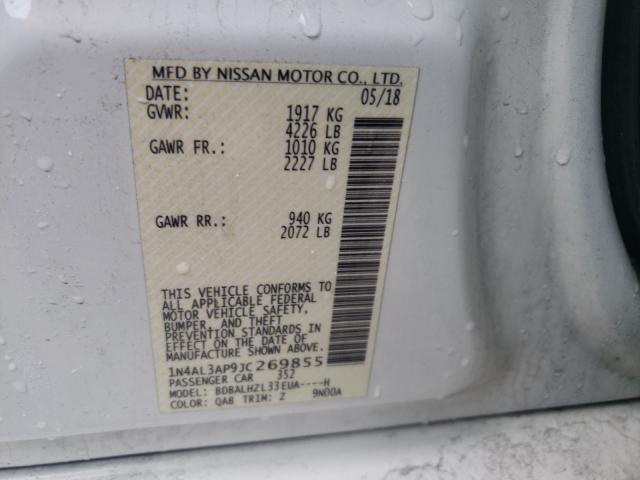 MFD BY NISSAN MOTOR CO., LTD.
DATE: 05/18
GVWR: 1917 KG
4226 LB
GAWR FR.: 1010 KG
2227 LB
GAWR RR.: 940 KG
2072 LB
THIS VEHICLE CONFORMS TO
ALL APPLICABLE FEDERAL
MOTOR VEHICLE SAFETY,
BUMPER, AND THEFT
PREVENTION STANDARDS IN
EFFECT ON THE DATE OF
MANUFACTURE SHOWN ABOVE.
1N4AL3AP9JC269855
PASSENGER CAR 352
MODEL: BDBALHZL33EUA----H
COLOR: QAB TRIM: Z 9N00A